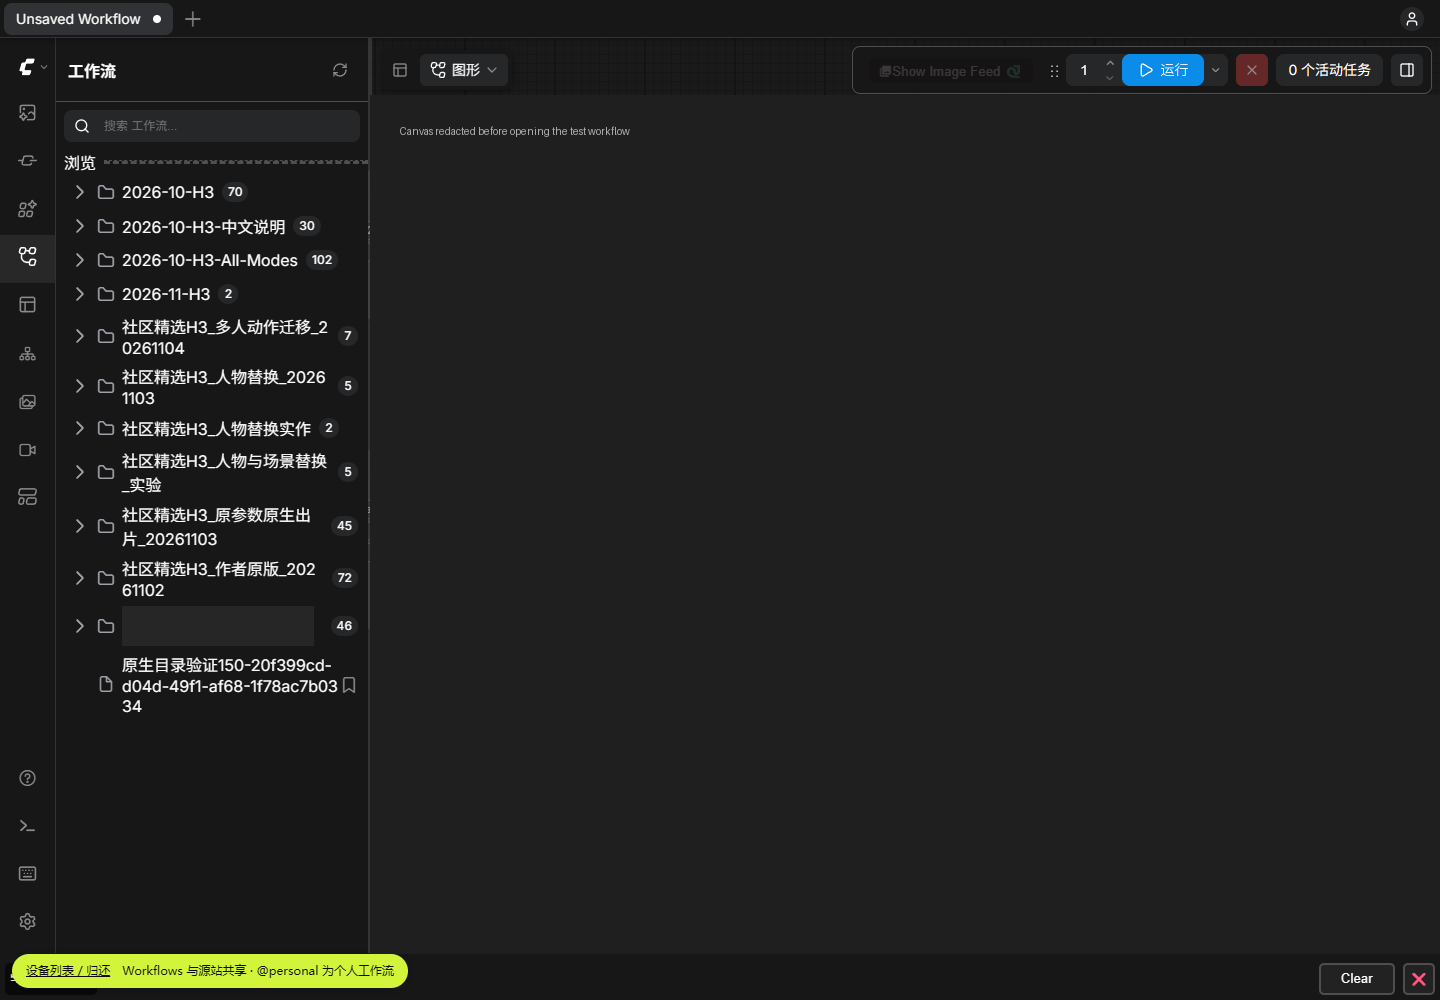 Unsaved Workflow
工作流
图形
Show Image Feed
1
运行
0 个活动任务
搜索 工作流...
Canvas redacted before opening the test workflow
浏览
2026-10-H3 70
2026-10-H3-中文说明 30
2026-10-H3-All-Modes 102
2026-11-H3 2
社区精选H3_多人动作迁移_2
0261104
7
社区精选H3_人物替换_2026
1103
5
社区精选H3_人物替换实作 2
社区精选H3_人物与场景替换
_实验
5
社区精选H3_原参数原生出
片_20261103
45
社区精选H3_作者原版_202
61102
72
46
原生目录验证150-20f399cd-
d04d-49f1-af68-1f78ac7b03
34
设备列表 / 归还 Workflows 与源站共享 · @personal 为个人工作流
Clear